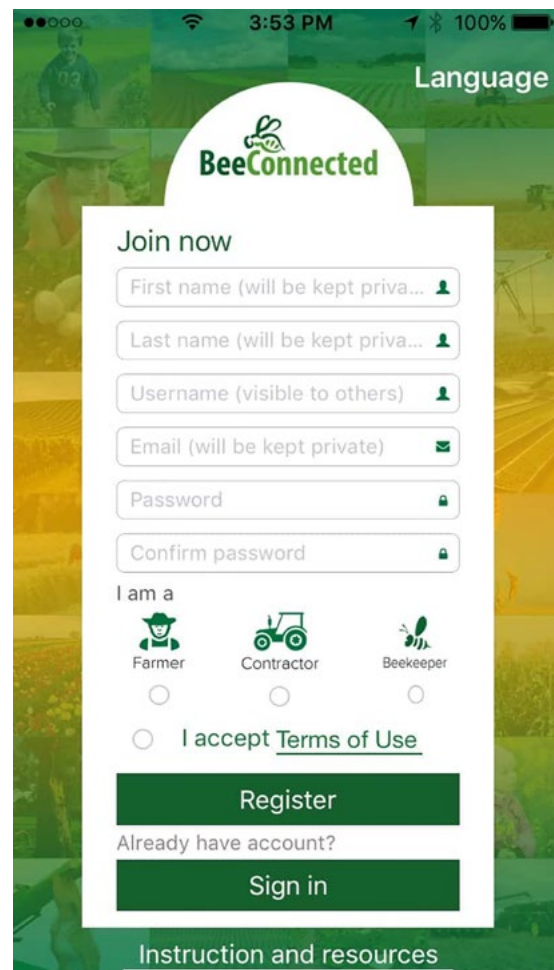 3:53 PM 100%
Language
BeeConnected
Join now
First name (will be kept priva...
Last name (will be kept priva...
Username (visible to others)
Email (will be kept private)
Password
Confirm password
I am a
Farmer Contractor Beekeeper
I accept Terms of Use
Register
Already have account?
Sign in
Instruction and resources